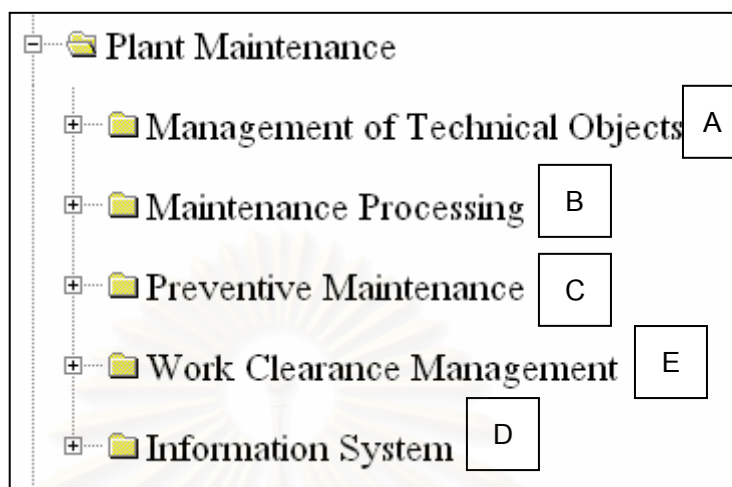 Plant Maintenance
Management of Technical Objects A
Maintenance Processing B
Preventive Maintenance C
Work Clearance Management E
Information System D